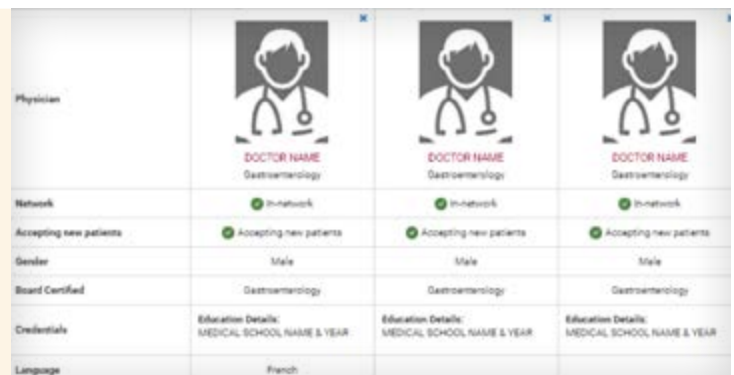 Physician
DOCTOR NAME DOCTOR NAME DOCTOR NAME
Gastroenterology Gastroenterology Gastroenterology
Network In-network In-network In-network
Accepting new patients Accepting new patients Accepting new patients Accepting new patients
Gender Male Male Male
Board Certified Gastroenterology Gastroenterology Gastroenterology
Credentials Education Details: Education Details: Education Details:
MEDICAL SCHOOL NAME & YEAR MEDICAL SCHOOL NAME & YEAR MEDICAL SCHOOL NAME & YEAR
Language French